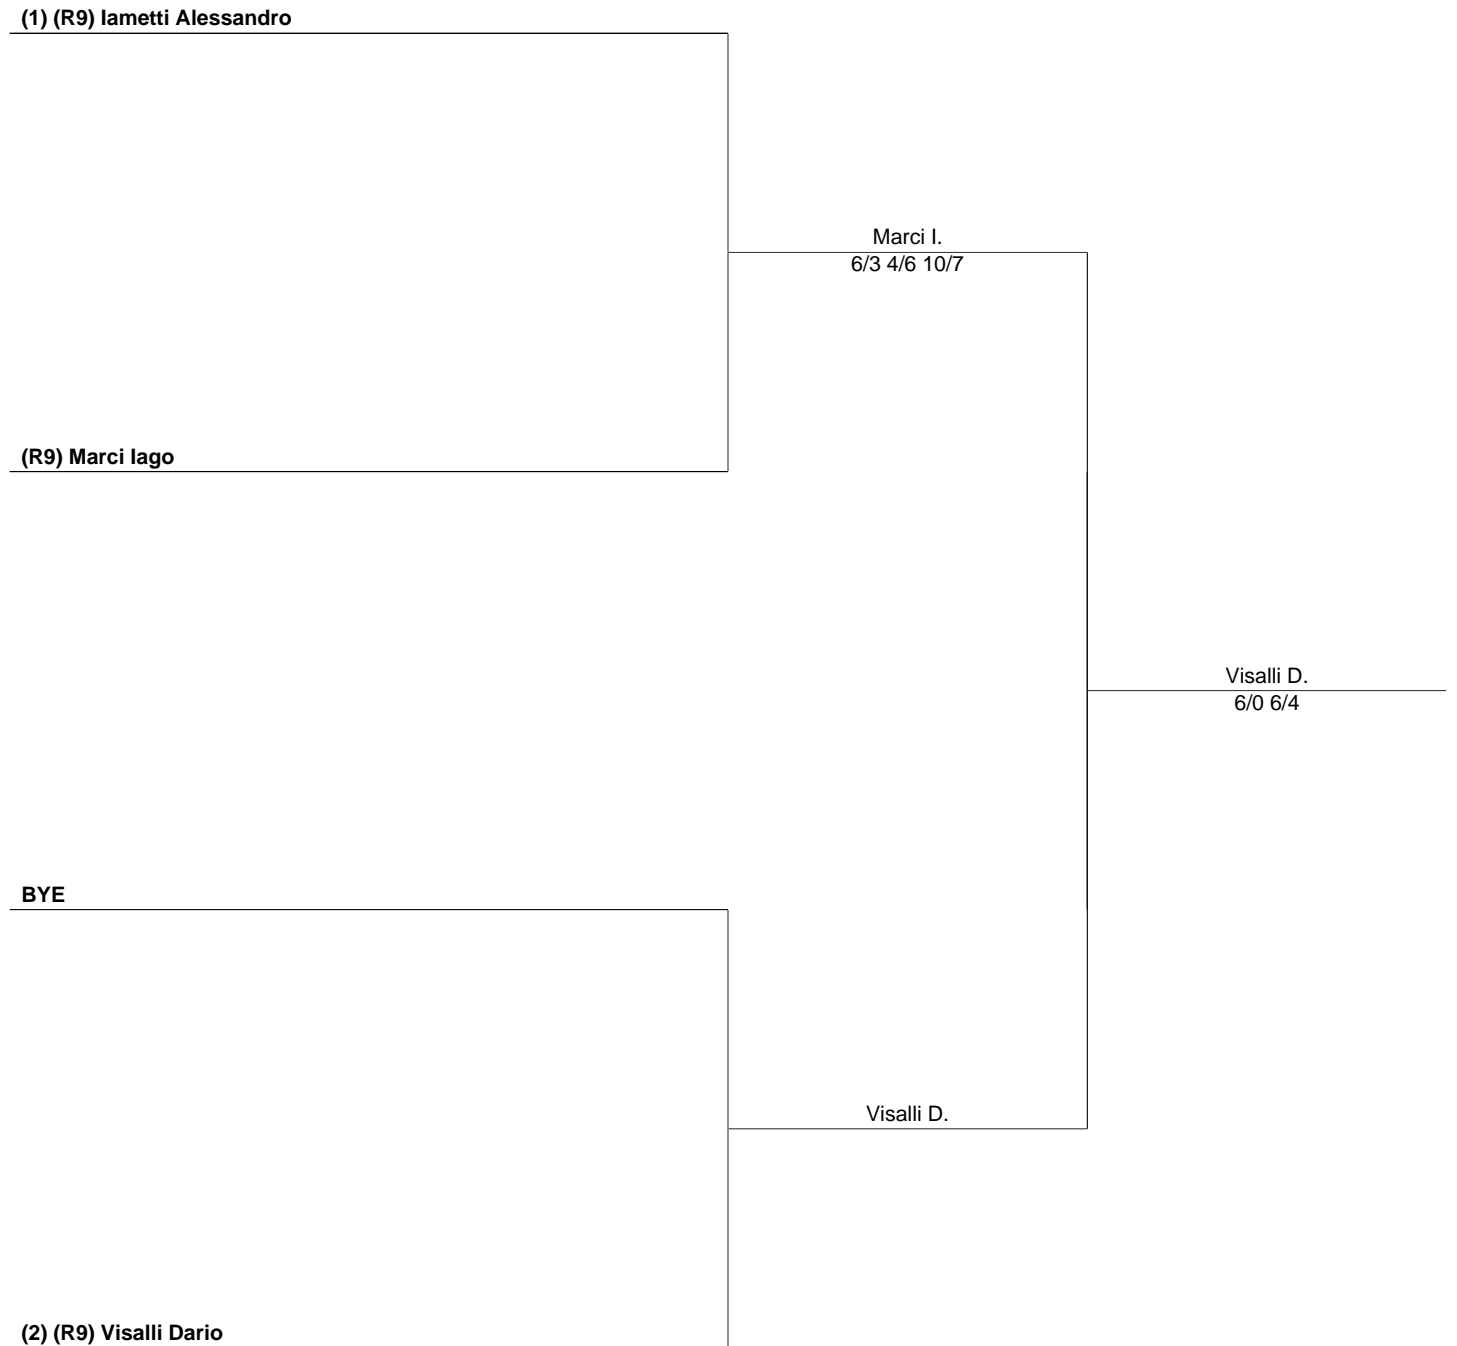 (1) (R9) Iametti Alessandro
Marci I.
6/3 4/6 10/7
(R9) Marci Iago
Visalli D.
6/0 6/4
BYE
Visalli D.
(2) (R9) Visalli Dario